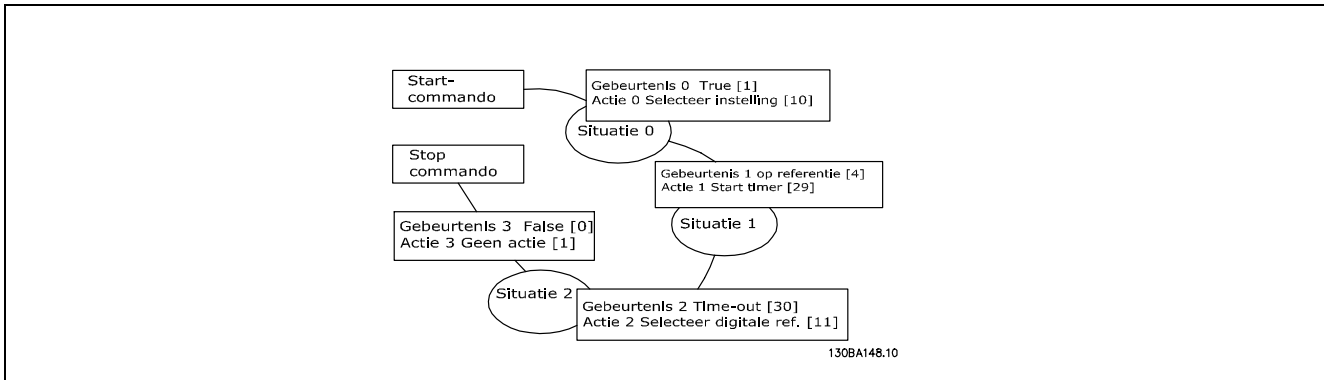 Start-
commando
Gebeurtenis 0  True [1]
Actie 0 Selecteer instelling [10]
Situatie 0
Stop
commando
Gebeurtenis 1 op referentie [4]
Actie 1 Start timer [29]
Situatie 1
Gebeurtenis 3  False [0]
Actie 3 Geen actie [1]
Situatie 2
Gebeurtenis 2 Time-out [30]
Actie 2 Selecteer digitale ref. [11]
130BA148.10